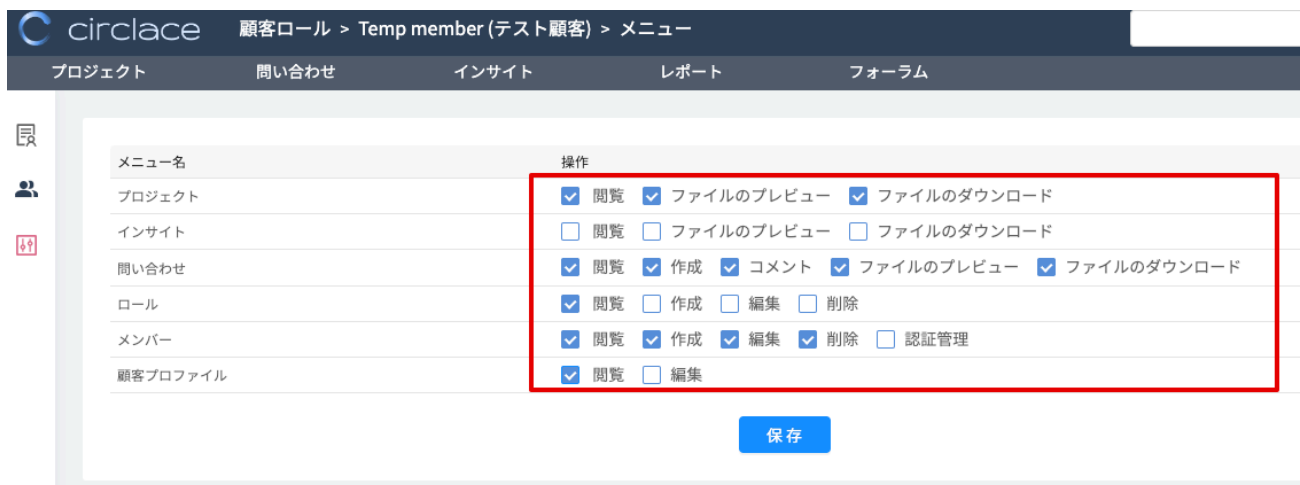 circlace 顧客ロール > Temp member (テスト顧客) > メニュー
プロジェクト 問い合わせ インサイト レポート フォーラム
メニュー名 操作
プロジェクト 閲覧 ファイルのプレビュー ファイルのダウンロード
インサイト 閲覧 ファイルのプレビュー ファイルのダウンロード
問い合わせ 閲覧 作成 コメント ファイルのプレビュー ファイルのダウンロード
ロール 閲覧 作成 編集 削除
メンバー 閲覧 作成 編集 削除 認証管理
顧客プロファイル 閲覧 編集
保存